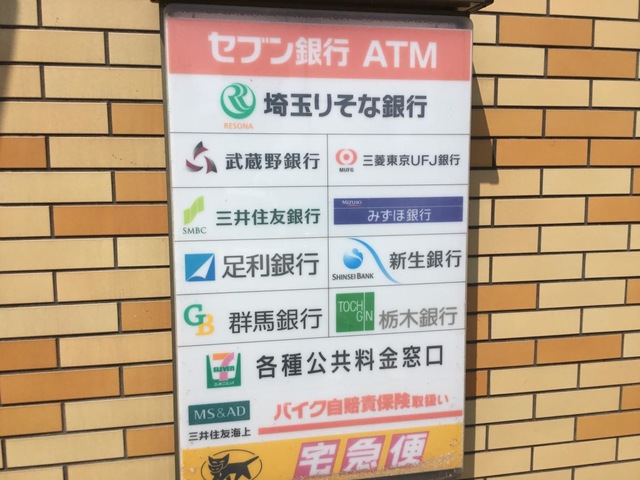 セブン銀行 ATM
RESONA 埼玉りそな銀行
武蔵野銀行
MUFG 三菱東京UFJ銀行
SMBC 三井住友銀行
MIZUHO みずほ銀行
足利銀行
SHINSEI BANK 新生銀行
GB 群馬銀行
TOCHGIN 栃木銀行
7 ELEVEN 各種公共料金窓口
MS&AD 三井住友海上
バイク自賠責保険取扱い
宅急便